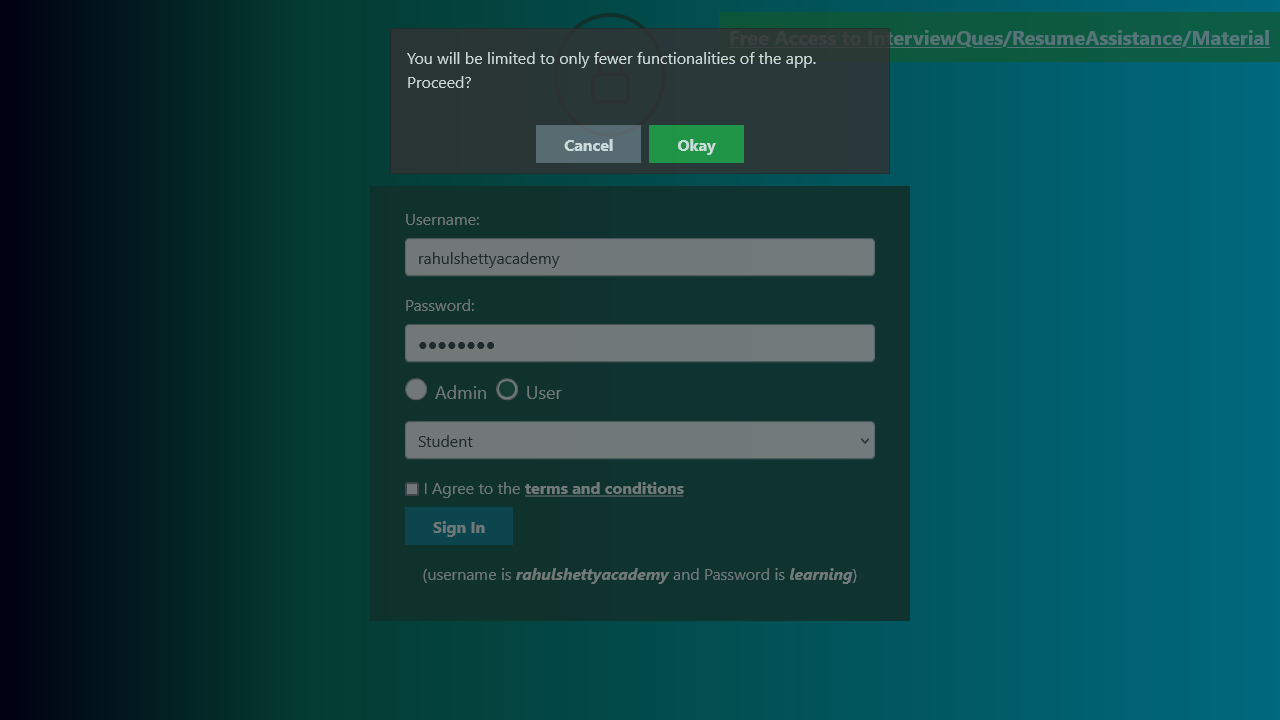 Free Access to InterviewQues/ResumeAssistance/Material
You will be limited to only fewer functionalities of the app.
Proceed?
Cancel Okay
Username:
rahulshettyacademy
Password:
••••••••
Admin User
Student
I Agree to the terms and conditions
Sign In
(username is rahulshettyacademy and Password is learning)